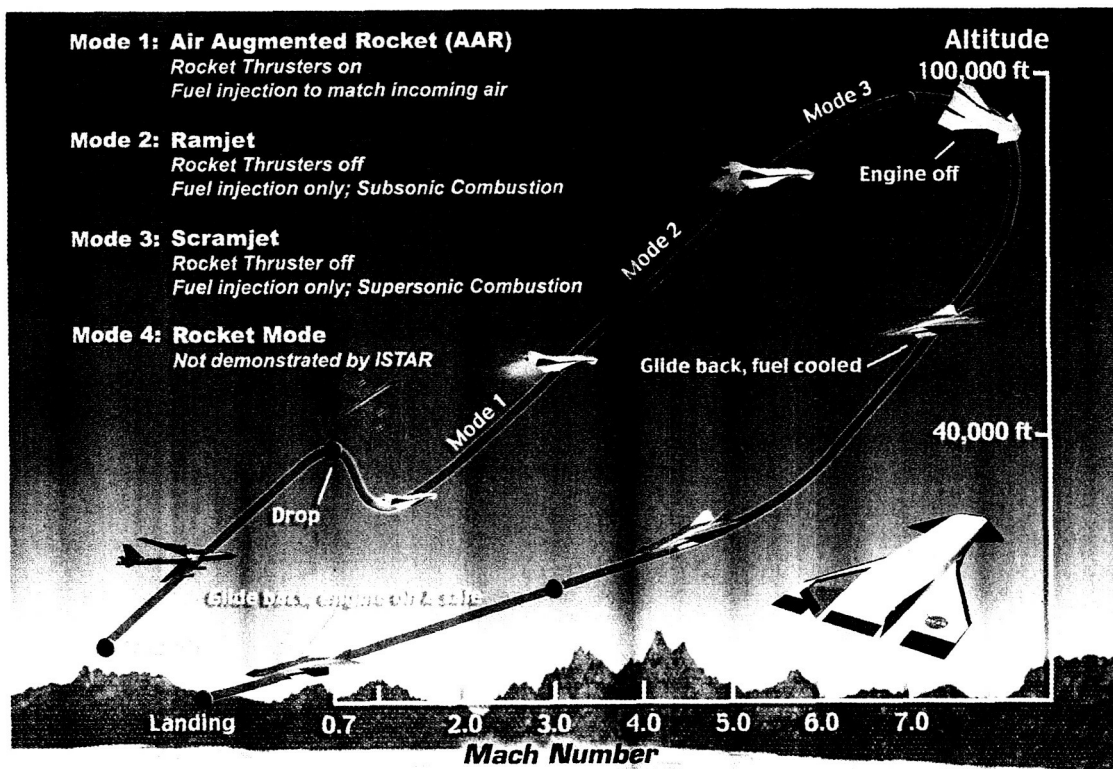 Mode 1: Air Augmented Rocket (AAR)
Rocket Thrusters on
Fuel injection to match incoming air
Mode 2: Ramjet
Rocket Thrusters off
Fuel injection only; Subsonic Combustion
Mode 3: Scramjet
Rocket Thruster off
Fuel injection only; Supersonic Combustion
Mode 4: Rocket Mode
Not demonstrated by ISTAR
Altitude
100,000 ft
Mode 3
Engine off
Mode 2
Glide back, fuel cooled
Mode 1
40,000 ft
Drop
Glide back, engine
Landing
0.7
2.0
3.0
4.0
5.0
6.0
7.0
Mach Number